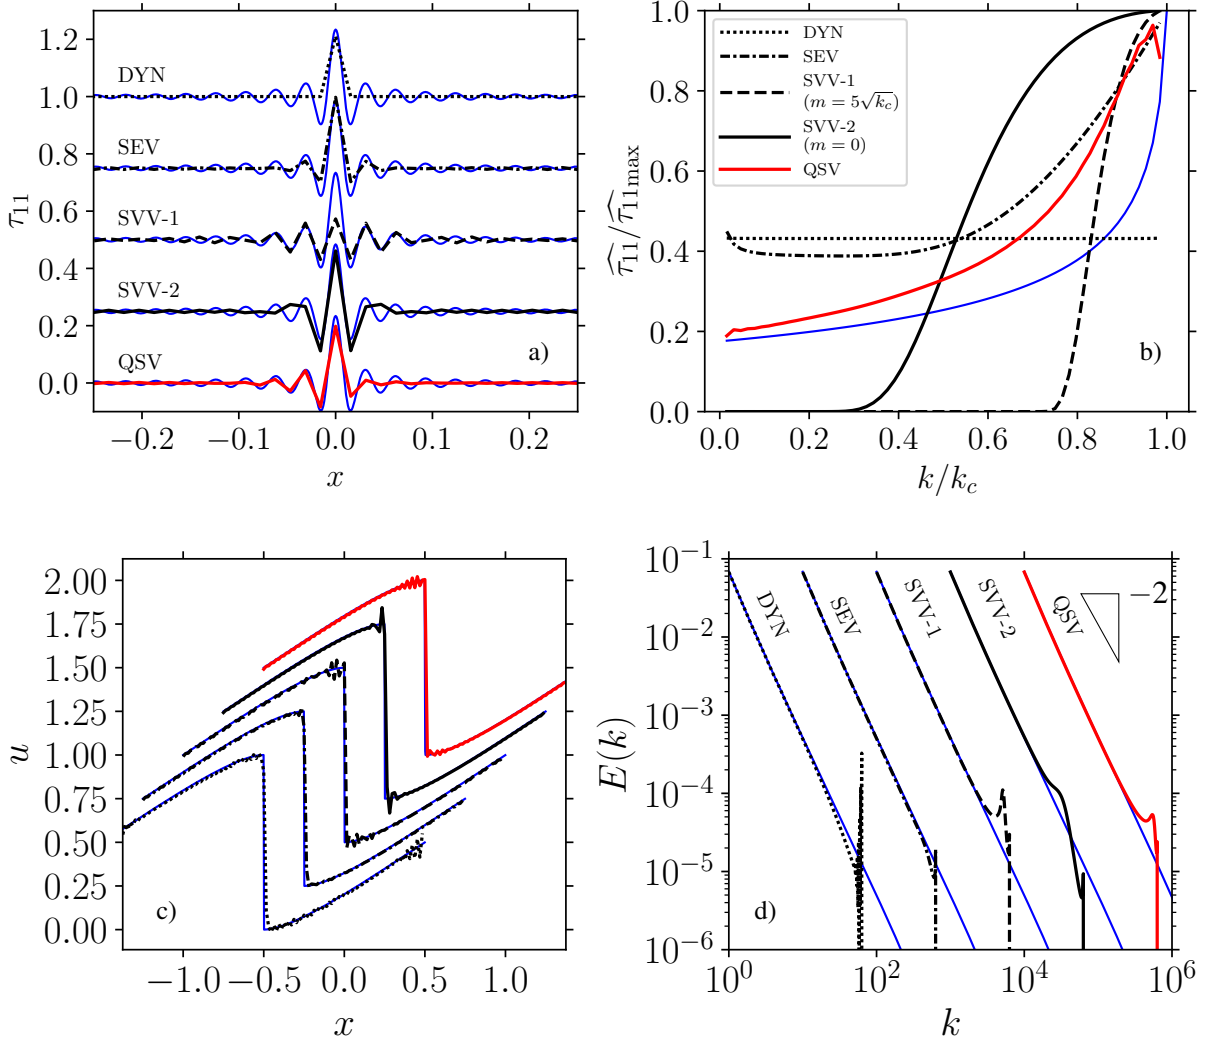 1.2
1.0
0.8
0.6
0.4
0.2
0.0
τ₁₁
DYN
SEV
SVV-1
SVV-2
QSV
a)
−0.2
−0.1
0.0
0.1
0.2
x
1.0
0.8
0.6
0.4
0.2
0.0
τ̂₁₁/τ̂₁₁max
DYN
SEV
SVV-1
(m = 5√k_c)
SVV-2
(m = 0)
QSV
b)
0.0
0.2
0.4
0.6
0.8
1.0
k/k_c
2.00
1.75
1.50
1.25
1.00
0.75
0.50
0.25
0.00
u
c)
−1.0
−0.5
0.0
0.5
1.0
x
10⁻¹
10⁻²
10⁻³
10⁻⁴
10⁻⁵
10⁻⁶
E(k)
DYN
SEV
SVV-1
SVV-2
QSV
−2
d)
10⁰
10²
10⁴
10⁶
k